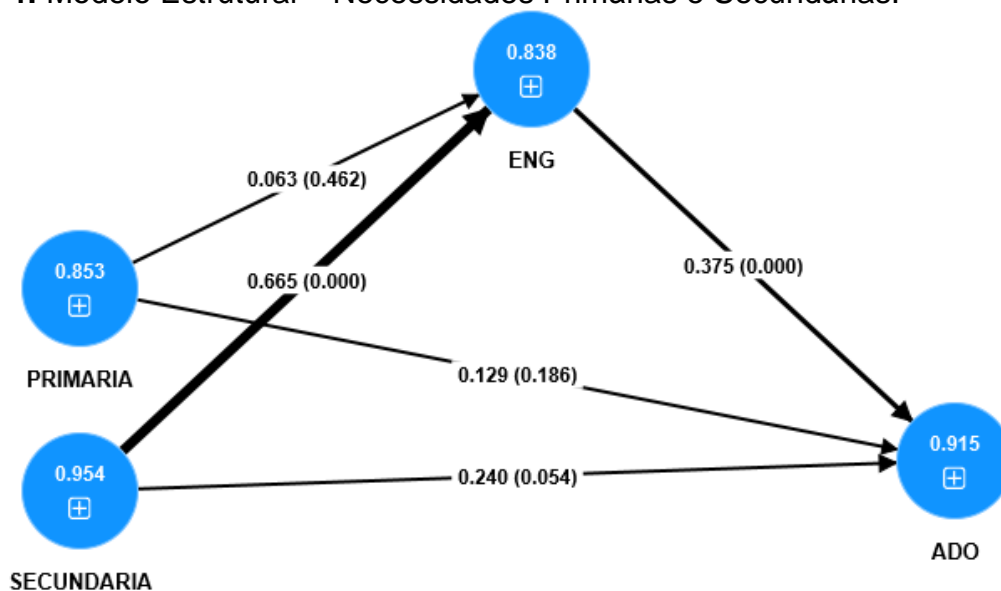 Modelo Estrutural – Necessidades Primárias e Secundárias.
0.838
ENG
0.063 (0.462)
0.853
PRIMARIA
0.665 (0.000)
0.375 (0.000)
0.129 (0.186)
0.954
SECUNDARIA
0.240 (0.054)
0.915
ADO